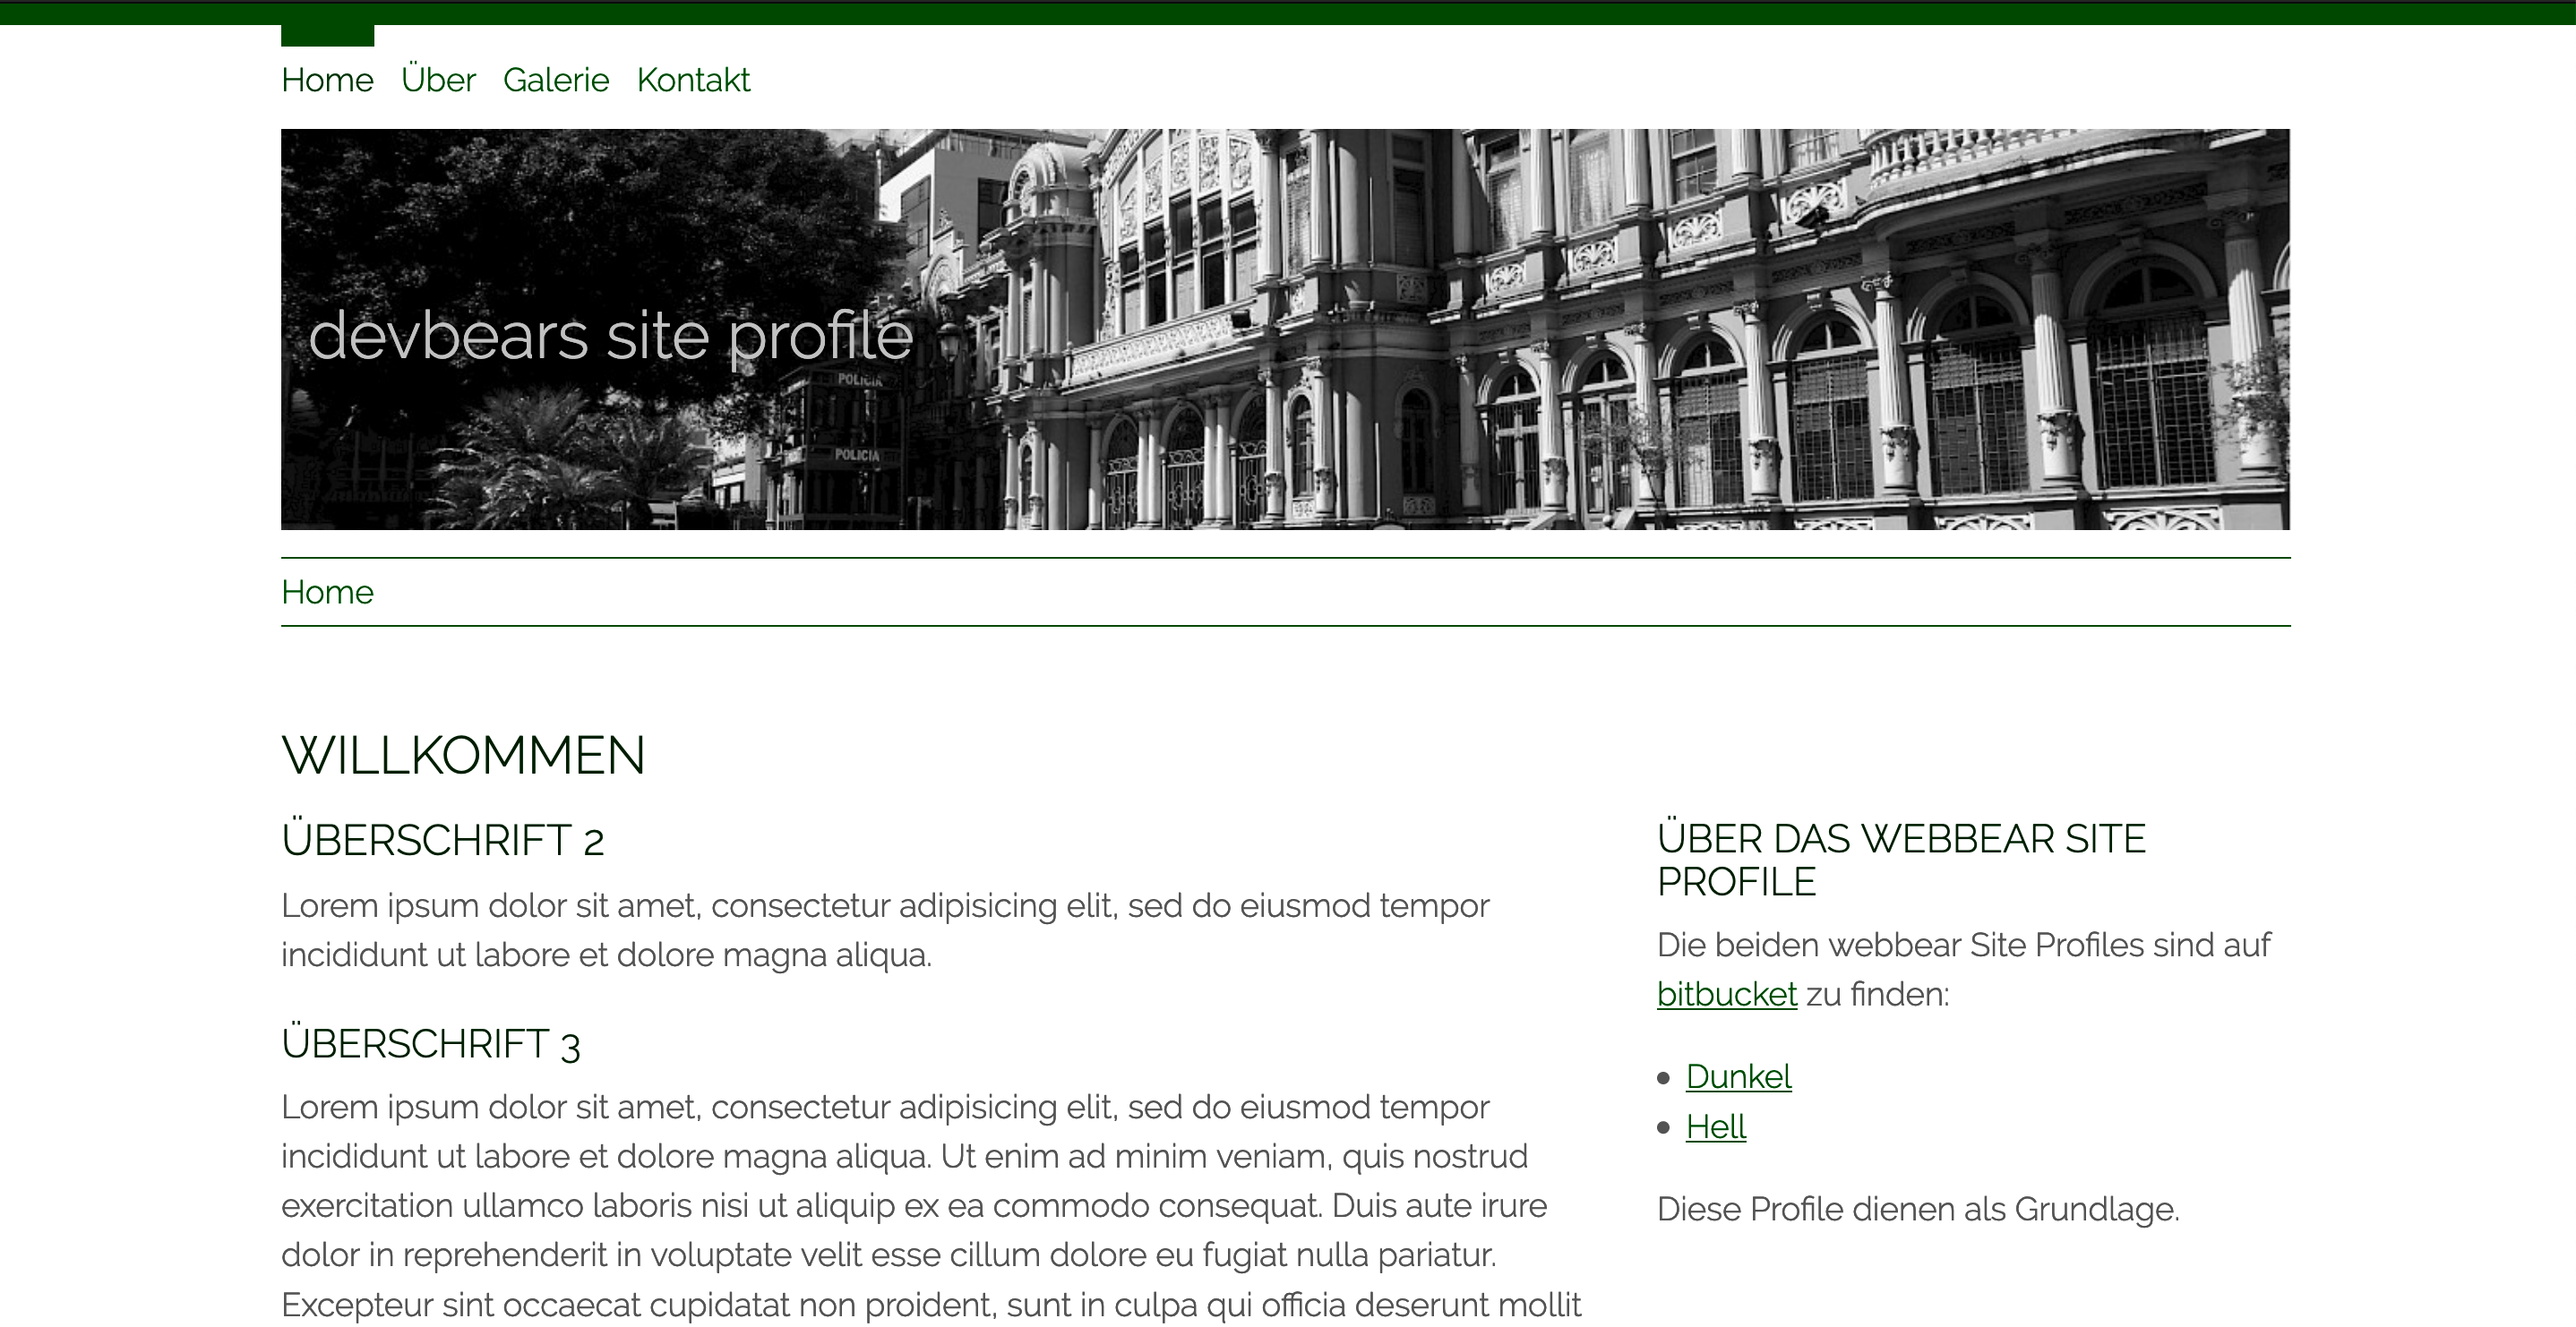 Home Über Galerie Kontakt
devbears site profile
POLICIA
POLICIA
Home
WILLKOMMEN
ÜBERSCHRIFT 2
Lorem ipsum dolor sit amet, consectetur adipisicing elit, sed do eiusmod tempor
incididunt ut labore et dolore magna aliqua.
ÜBERSCHRIFT 3
Lorem ipsum dolor sit amet, consectetur adipisicing elit, sed do eiusmod tempor
incididunt ut labore et dolore magna aliqua. Ut enim ad minim veniam, quis nostrud
exercitation ullamco laboris nisi ut aliquip ex ea commodo consequat. Duis aute irure
dolor in reprehenderit in voluptate velit esse cillum dolore eu fugiat nulla pariatur.
Excepteur sint occaecat cupidatat non proident, sunt in culpa qui officia deserunt mollit
ÜBER DAS WEBBEAR SITE
PROFILE
Die beiden webbear Site Profiles sind auf
bitbucket zu finden:
Dunkel
Hell
Diese Profile dienen als Grundlage.